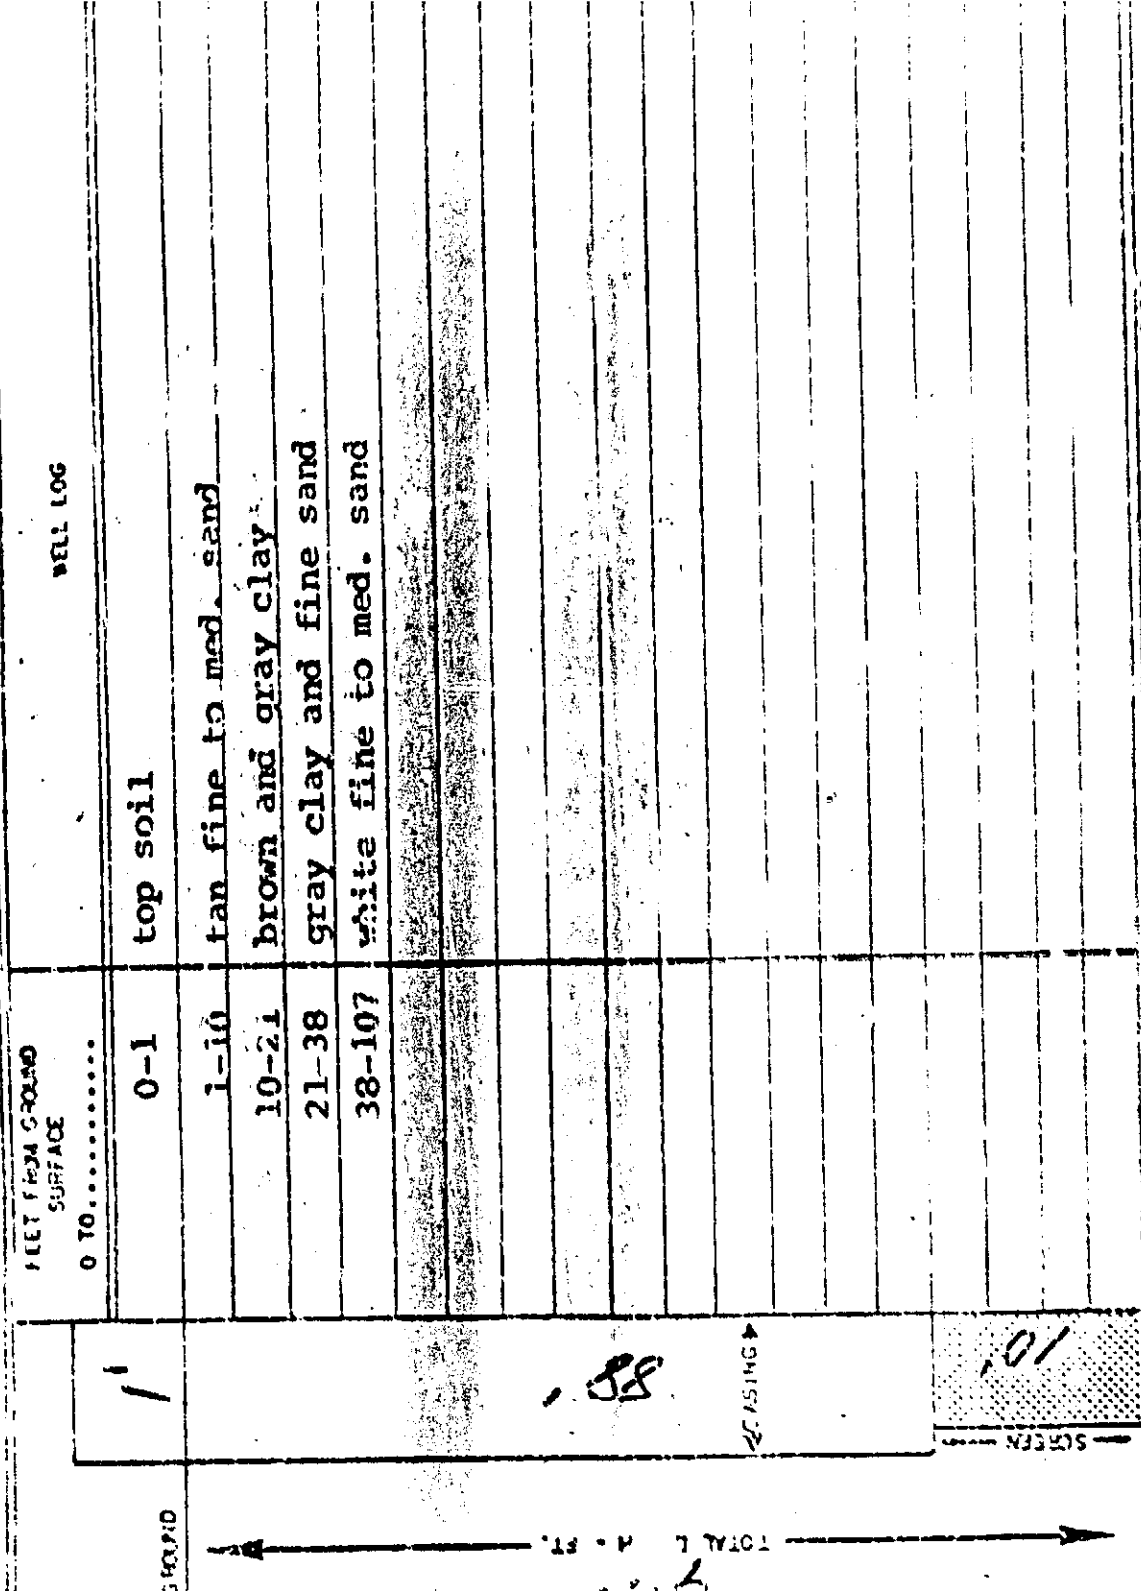 WELL LOG
FEET FROM GROUND
SURFACE
0 TO............
0-1 top soil
1-10 tan fine to med. sand
10-21 brown and gray clay
21-38 gray clay and fine sand
38-107 white fine to med. sand
1'
88'
CASING
10'
SCREEN
GROUND
TOTAL
FT.